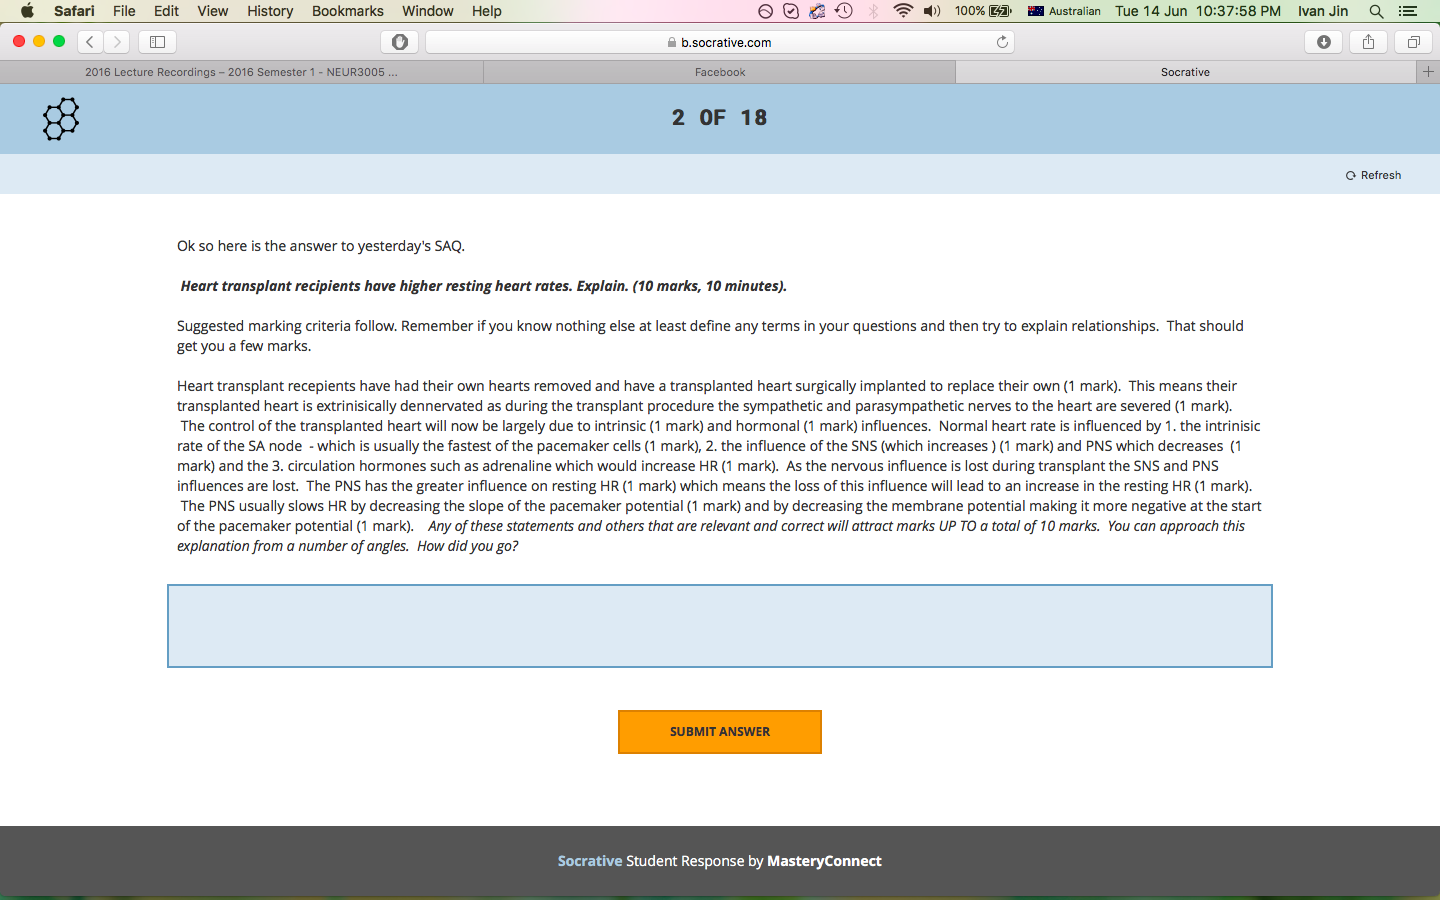 Safari File Edit View History Bookmarks Window Help 100% Australian Tue 14 Jun 10:37:58 PM Ivan Jin
b.socrative.com
2016 Lecture Recordings – 2016 Semester 1 - NEUR3005 ... Facebook Socrative
2 OF 18
Refresh
Ok so here is the answer to yesterday's SAQ.
Heart transplant recipients have higher resting heart rates. Explain. (10 marks, 10 minutes).
Suggested marking criteria follow. Remember if you know nothing else at least define any terms in your questions and then try to explain relationships. That should
get you a few marks.
Heart transplant recepients have had their own hearts removed and have a transplanted heart surgically implanted to replace their own (1 mark). This means their
transplanted heart is extrinisically dennervated as during the transplant procedure the sympathetic and parasympathetic nerves to the heart are severed (1 mark).
The control of the transplanted heart will now be largely due to intrinsic (1 mark) and hormonal (1 mark) influences. Normal heart rate is influenced by 1. the intrinisic
rate of the SA node - which is usually the fastest of the pacemaker cells (1 mark), 2. the influence of the SNS (which increases ) (1 mark) and PNS which decreases (1
mark) and the 3. circulation hormones such as adrenaline which would increase HR (1 mark). As the nervous influence is lost during transplant the SNS and PNS
influences are lost. The PNS has the greater influence on resting HR (1 mark) which means the loss of this influence will lead to an increase in the resting HR (1 mark).
The PNS usually slows HR by decreasing the slope of the pacemaker potential (1 mark) and by decreasing the membrane potential making it more negative at the start
of the pacemaker potential (1 mark). Any of these statements and others that are relevant and correct will attract marks UP TO a total of 10 marks. You can approach this
explanation from a number of angles. How did you go?
SUBMIT ANSWER
Socrative Student Response by MasteryConnect